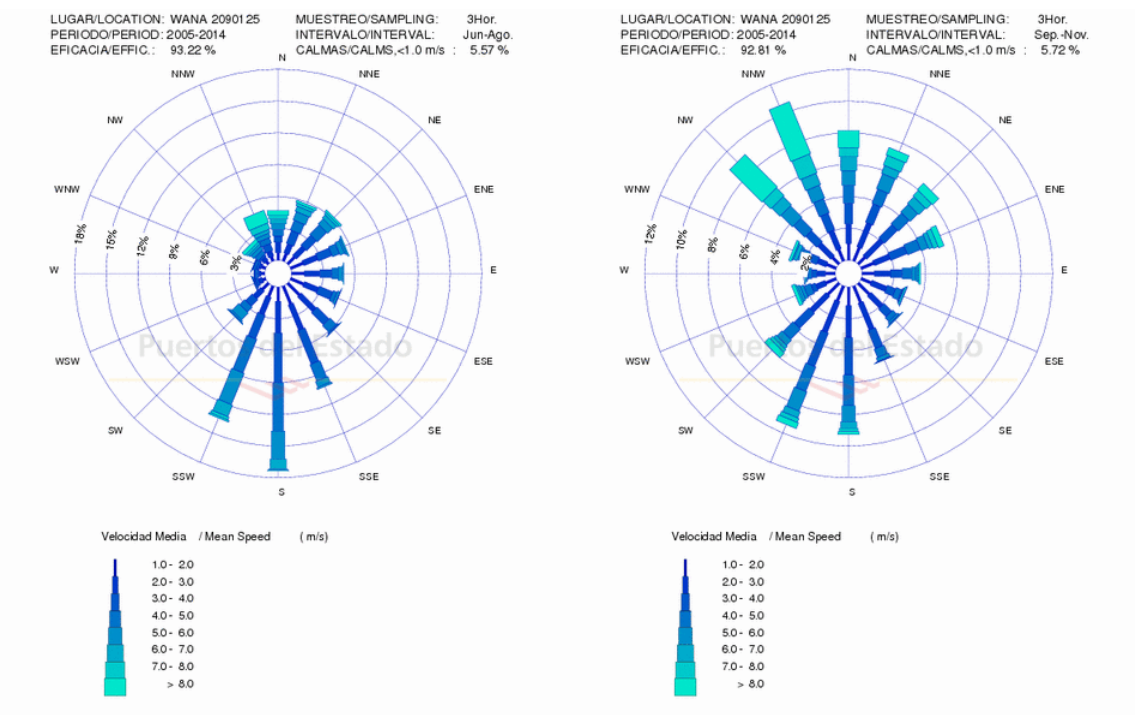 LUGAR/LOCATION: WANA 2090125 MUESTREO/SAMPLING: 3Hor.
PERIODO/PERIOD: 2005-2014 INTERVALO/INTERVAL: Jun-Ago.
EFICACIA/EFFIC.: 93.22 % CALMAS/CALMS,<1.0 m/s : 5.57 %
N
NNW NNE
NW NE
WNW ENE
18% 15% 12% 9% 6% 3%
W E
Puertos del Estado
WSW ESE
SW SE
SSW SSE
S
Velocidad Media / Mean Speed ( m/s)
1.0 - 2.0
2.0 - 3.0
3.0 - 4.0
4.0 - 5.0
5.0 - 6.0
6.0 - 7.0
7.0 - 8.0
> 8.0
LUGAR/LOCATION: WANA 2090125 MUESTREO/SAMPLING: 3Hor.
PERIODO/PERIOD: 2005-2014 INTERVALO/INTERVAL: Sep.-Nov.
EFICACIA/EFFIC.: 92.81 % CALMAS/CALMS,<1.0 m/s : 5.72 %
N
NNW NNE
NW NE
WNW ENE
12% 10% 8% 6% 4% 2%
W E
Puertos del Estado
WSW ESE
SW SE
SSW SSE
S
Velocidad Media / Mean Speed ( m/s)
1.0 - 2.0
2.0 - 3.0
3.0 - 4.0
4.0 - 5.0
5.0 - 6.0
6.0 - 7.0
7.0 - 8.0
> 8.0